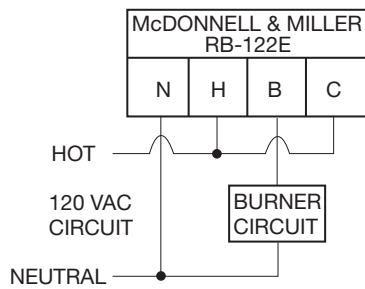 McDONNELL & MILLER
RB-122E
N H B C
HOT
120 VAC
CIRCUIT
BURNER
CIRCUIT
NEUTRAL